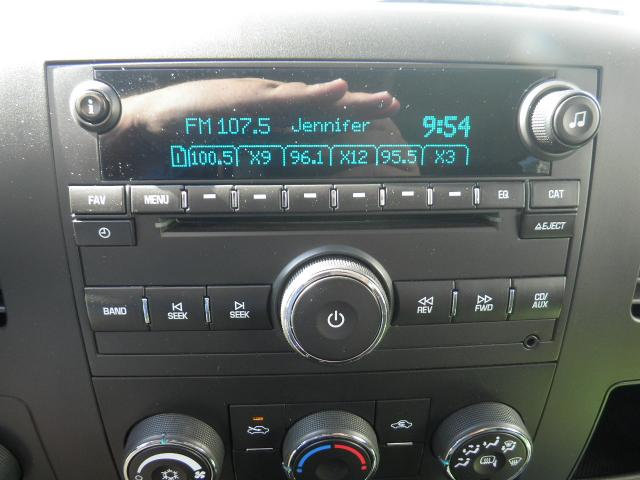 FM 107.5 Jennifer 9:54
1 100.5 X9 96.1 X12 95.5 X3
FAV MENU EQ CAT
EJECT
BAND SEEK SEEK REV FWD CD/AUX